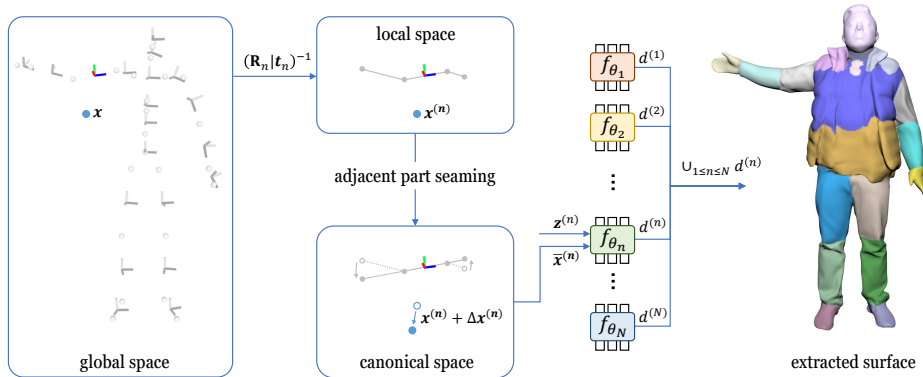 x
global space
(R_n|t_n)^{-1}
local space
x^{(n)}
adjacent part seaming
x^{(n)} + Δx^{(n)}
canonical space
z^{(n)}
x̄^{(n)}
f_{θ_1}
d^{(1)}
f_{θ_2}
d^{(2)}
⋮
f_{θ_n}
d^{(n)}
⋮
f_{θ_N}
d^{(N)}
∪_{1≤n≤N} d^{(n)}
extracted surface